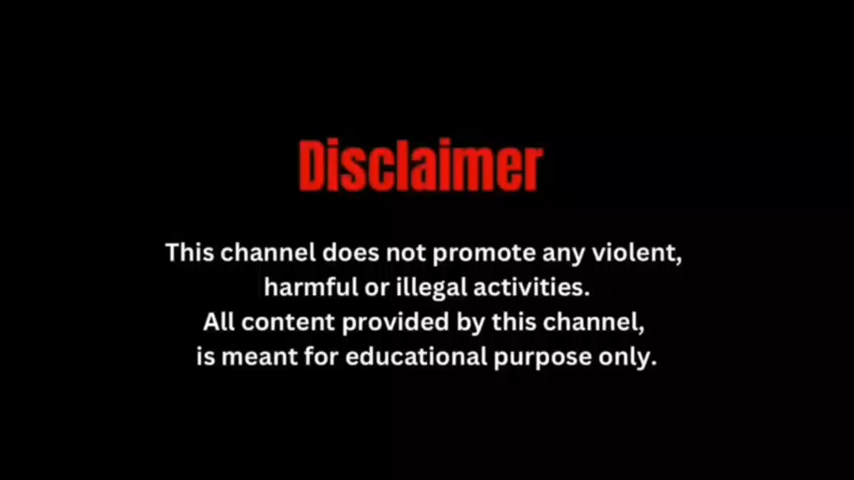 Disclaimer
This channel does not promote any violent,
harmful or illegal activities.
All content provided by this channel,
is meant for educational purpose only.